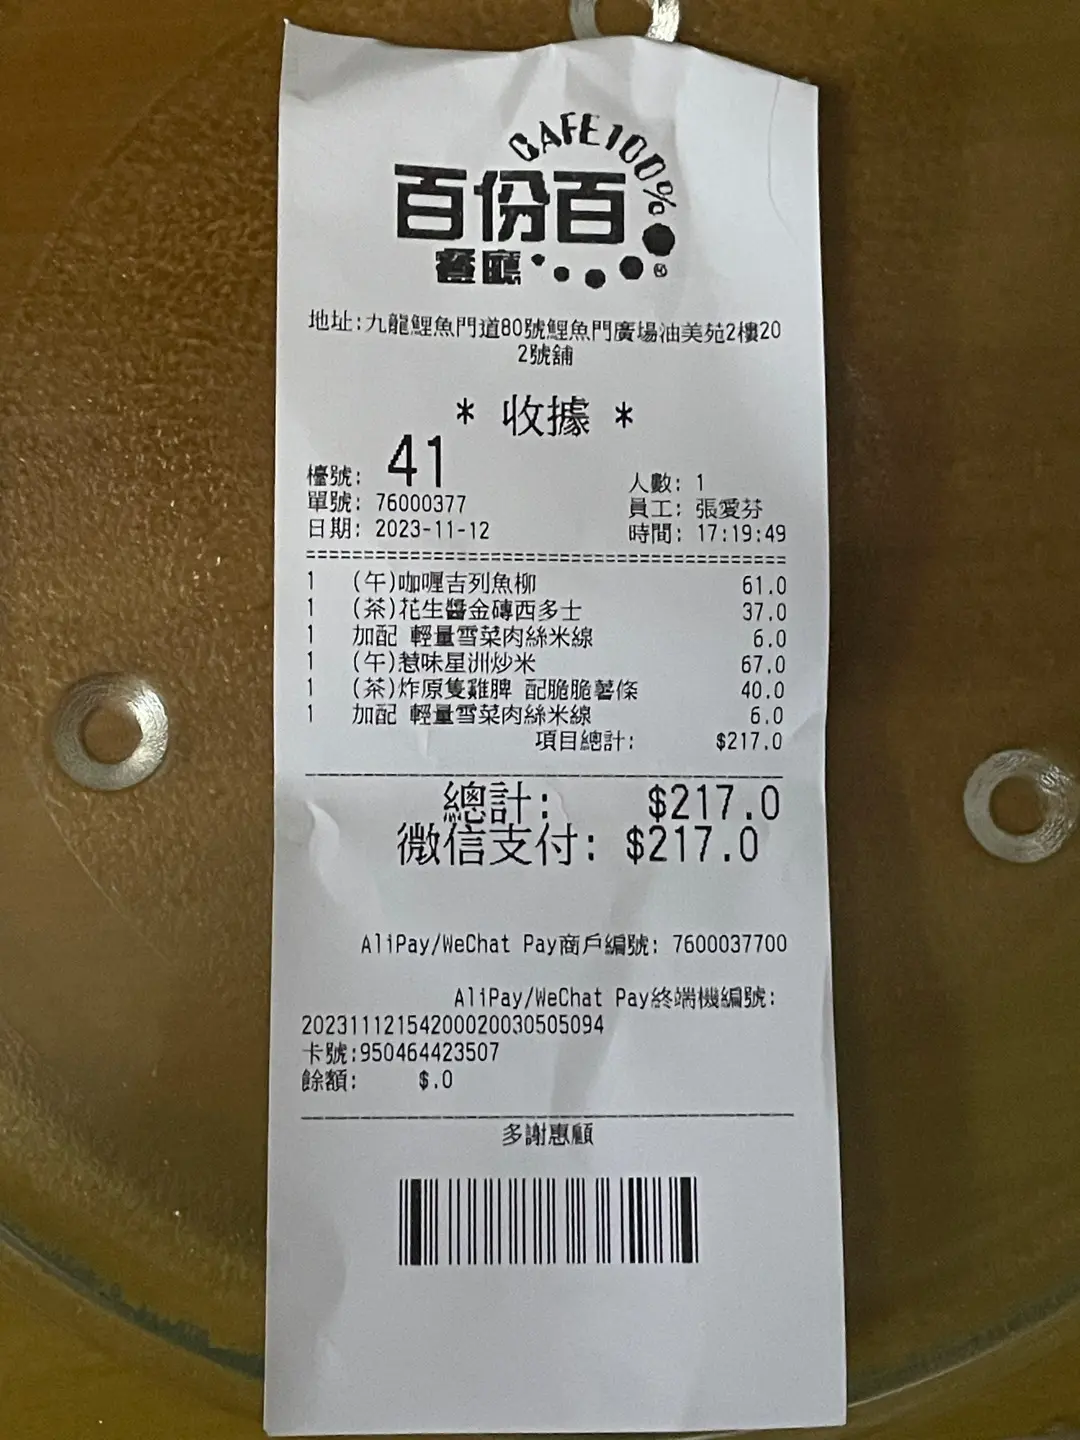 CAFE100%
百份百
餐廳
地址:九龍鯉魚門道80號鯉魚門廣場油美苑2樓20
2號舖
* 收據 *
檯號: 41 人數: 1
單號: 76000377 員工: 張愛芬
日期: 2023-11-12 時間: 17:19:49
1 (午)咖喱吉列魚柳 61.0
1 (茶)花生醬金磚西多士 37.0
1 加配 輕量雪菜肉絲米線 6.0
1 (午)惹味星洲炒米 67.0
1 (茶)炸原隻雞脾 配脆脆薯條 40.0
1 加配 輕量雪菜肉絲米線 6.0
項目總計: $217.0
總計: $217.0
微信支付: $217.0
AliPay/WeChat Pay商戶編號: 7600037700
AliPay/WeChat Pay終端機編號:
20231112154200020030505094
卡號:950464423507
餘額: $.0
多謝惠顧